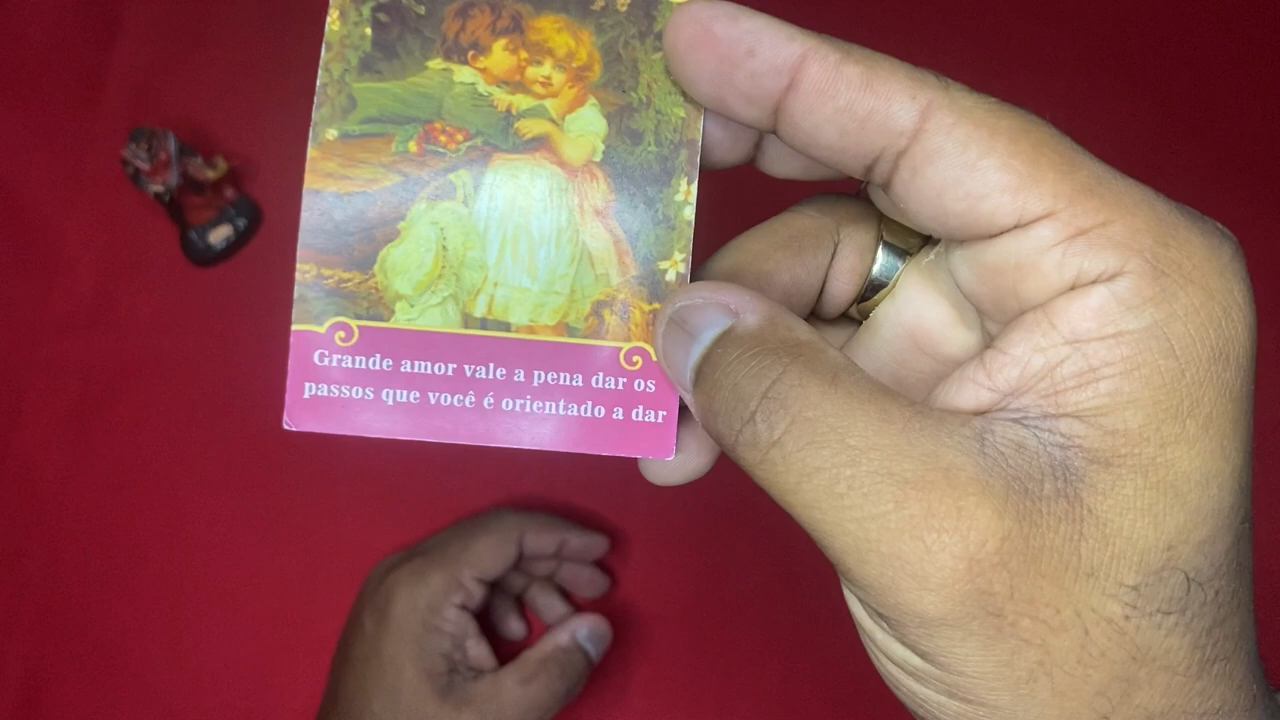 Grande amor vale a pena dar os
passos que você é orientado a dar